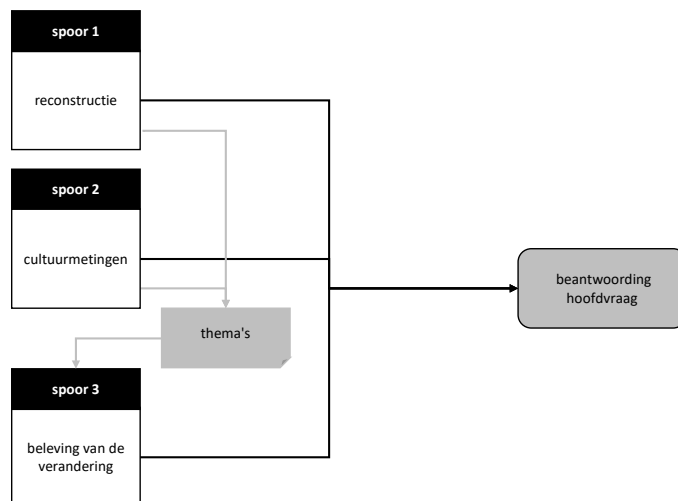 spoor 1
reconstructie
spoor 2
cultuurmetingen
thema's
spoor 3
beleving van de
verandering
beantwoording
hoofdvraag